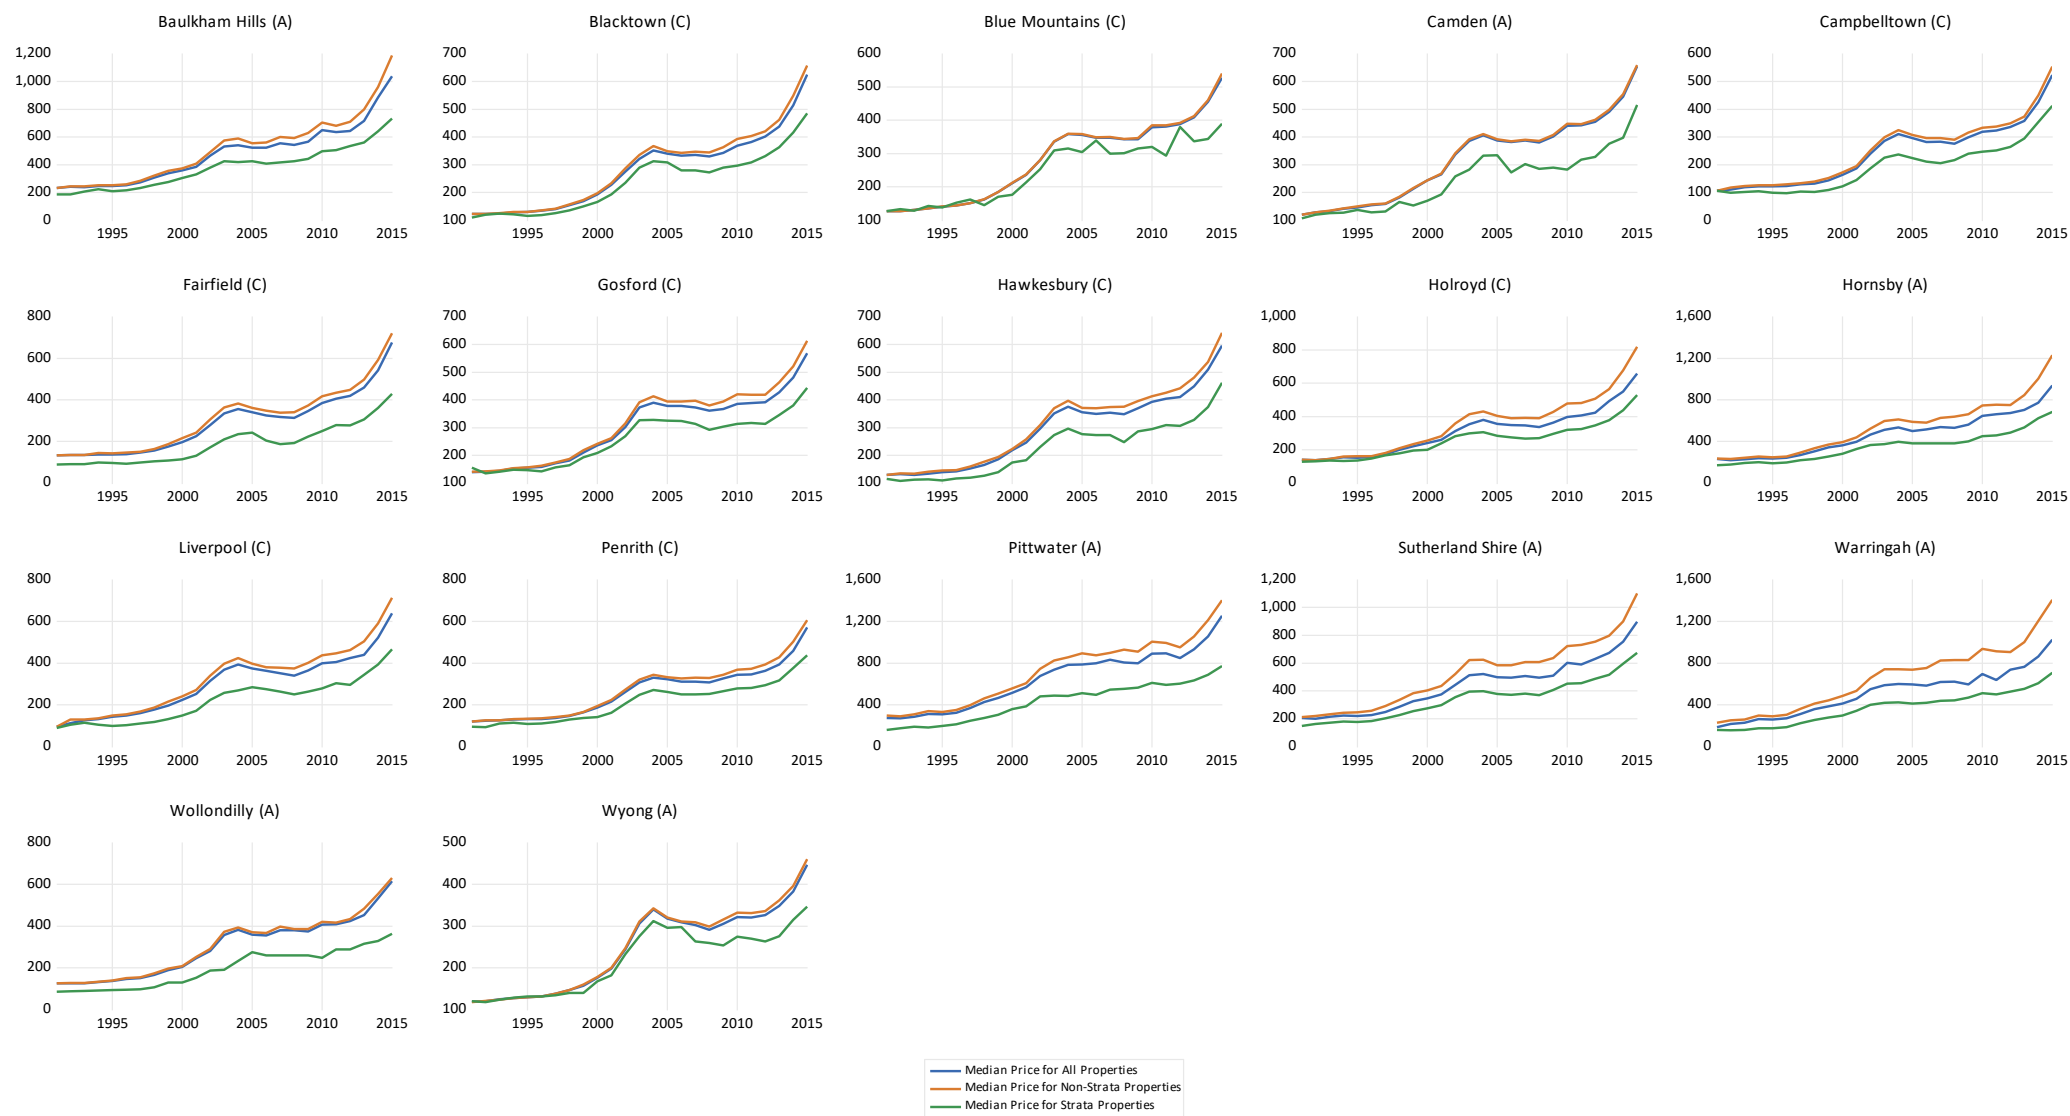 Baulkham Hills (A)
1,200
1,000
800
600
400
200
0
1995 2000 2005 2010 2015
Blacktown (C)
700
600
500
400
300
200
100
1995 2000 2005 2010 2015
Blue Mountains (C)
600
500
400
300
200
100
1995 2000 2005 2010 2015
Camden (A)
700
600
500
400
300
200
100
1995 2000 2005 2010 2015
Campbelltown (C)
600
500
400
300
200
100
0
1995 2000 2005 2010 2015
Fairfield (C)
800
600
400
200
0
1995 2000 2005 2010 2015
Gosford (C)
700
600
500
400
300
200
100
1995 2000 2005 2010 2015
Hawkesbury (C)
700
600
500
400
300
200
100
1995 2000 2005 2010 2015
Holroyd (C)
1,000
800
600
400
200
0
1995 2000 2005 2010 2015
Hornsby (A)
1,600
1,200
800
400
0
1995 2000 2005 2010 2015
Liverpool (C)
800
600
400
200
0
1995 2000 2005 2010 2015
Penrith (C)
800
600
400
200
0
1995 2000 2005 2010 2015
Pittwater (A)
1,600
1,200
800
400
0
1995 2000 2005 2010 2015
Sutherland Shire (A)
1,200
1,000
800
600
400
200
0
1995 2000 2005 2010 2015
Warringah (A)
1,600
1,200
800
400
0
1995 2000 2005 2010 2015
Wollondilly (A)
800
600
400
200
0
1995 2000 2005 2010 2015
Wyong (A)
500
400
300
200
100
1995 2000 2005 2010 2015
Median Price for All Properties
Median Price for Non-Strata Properties
Median Price for Strata Properties